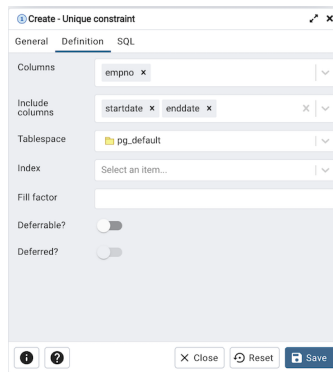 Create - Unique constraint
General Definition SQL
Columns
empno ×
Include
columns
startdate × enddate ×
Tablespace
pg_default
Index
Select an item...
Fill factor
Deferrable?
Deferred?
Close Reset Save